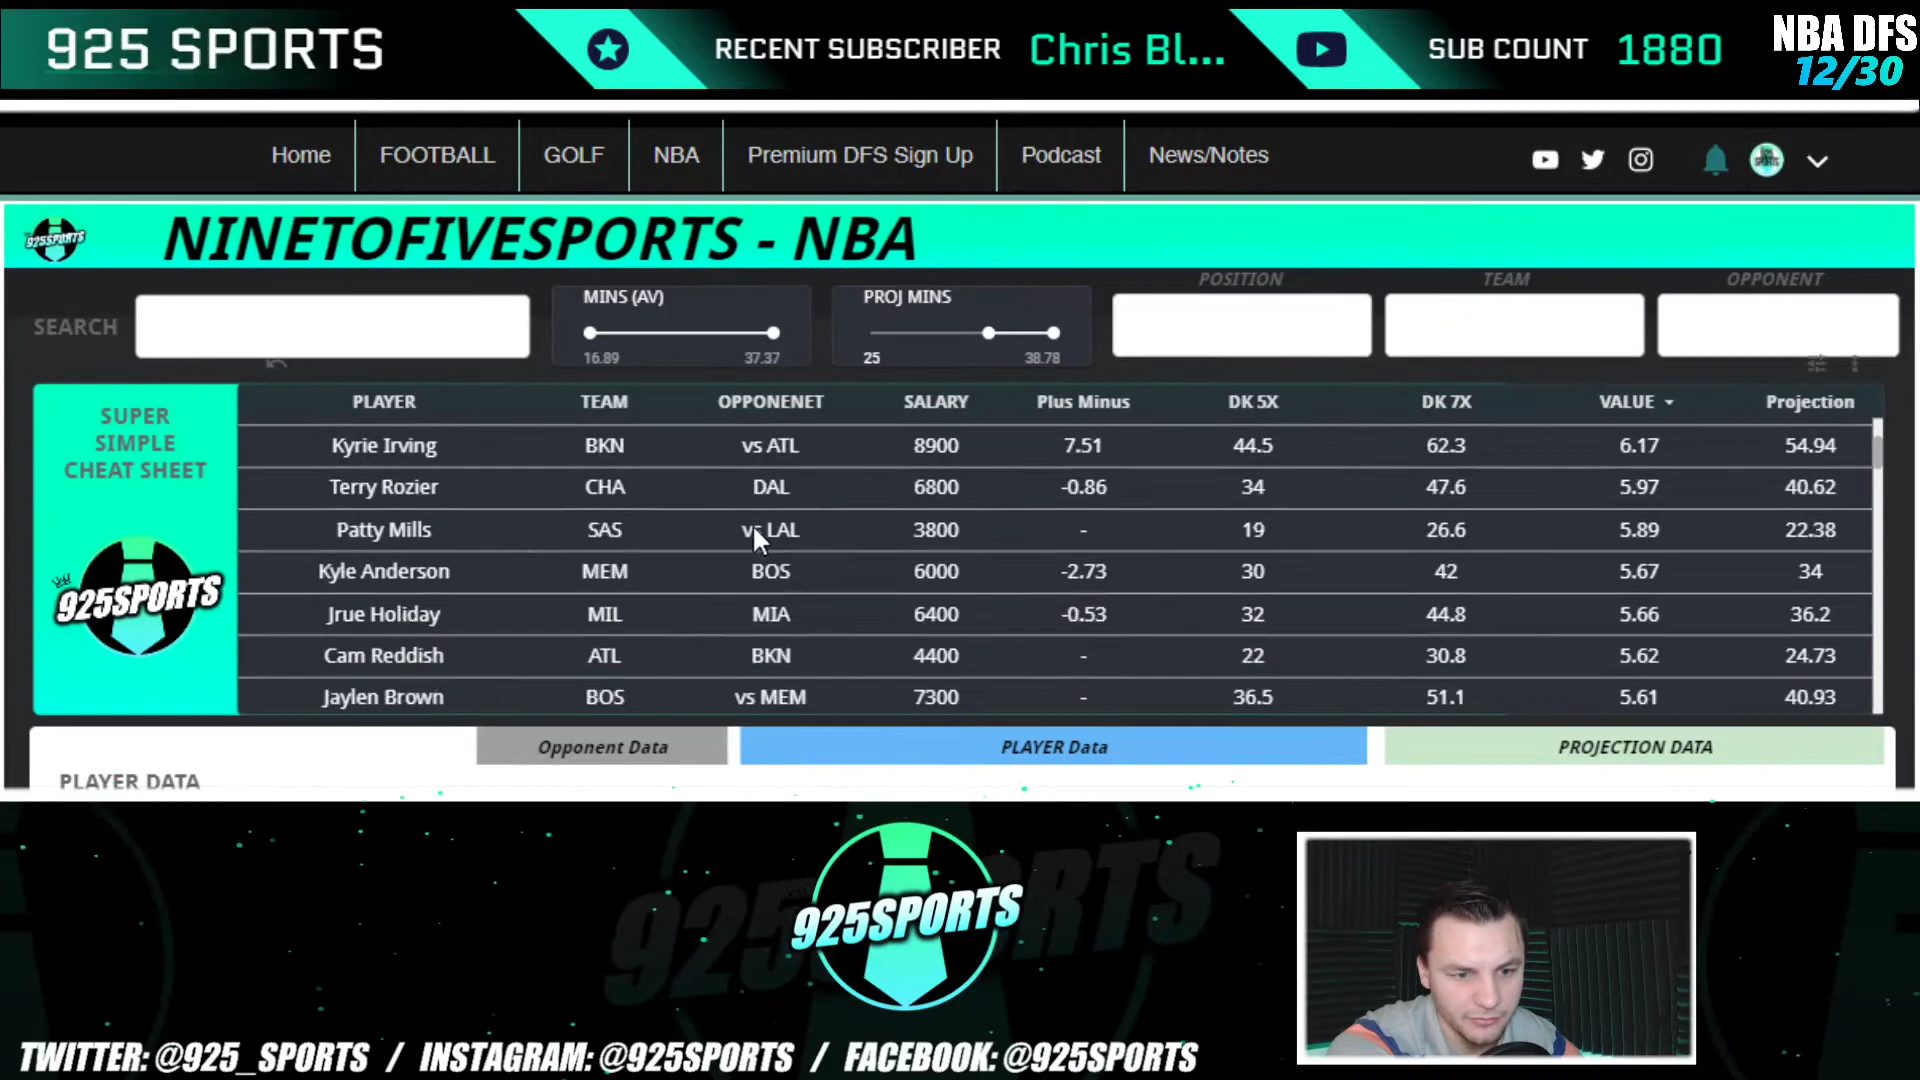 925 SPORTS
RECENT SUBSCRIBER Chris Bl...
SUB COUNT 1880
NBA DFS
12/30
Home FOOTBALL GOLF NBA Premium DFS Sign Up Podcast News/Notes
925SPORTS
NINETOFIVESPORTS - NBA
SEARCH
MINS (AV)
16.89 37.37
PROJ MINS
25 38.78
POSITION TEAM OPPONENT
SUPER
SIMPLE
CHEAT SHEET
925SPORTS
PLAYER TEAM OPPONENET SALARY Plus Minus DK 5X DK 7X VALUE Projection
Kyrie Irving BKN vs ATL 8900 7.51 44.5 62.3 6.17 54.94
Terry Rozier CHA DAL 6800 -0.86 34 47.6 5.97 40.62
Patty Mills SAS vs LAL 3800 - 19 26.6 5.89 22.38
Kyle Anderson MEM BOS 6000 -2.73 30 42 5.67 34
Jrue Holiday MIL MIA 6400 -0.53 32 44.8 5.66 36.2
Cam Reddish ATL BKN 4400 - 22 30.8 5.62 24.73
Jaylen Brown BOS vs MEM 7300 - 36.5 51.1 5.61 40.93
Opponent Data PLAYER Data PROJECTION DATA
PLAYER DATA
925SPORTS
TWITTER: @925_SPORTS / INSTAGRAM: @925SPORTS / FACEBOOK: @925SPORTS